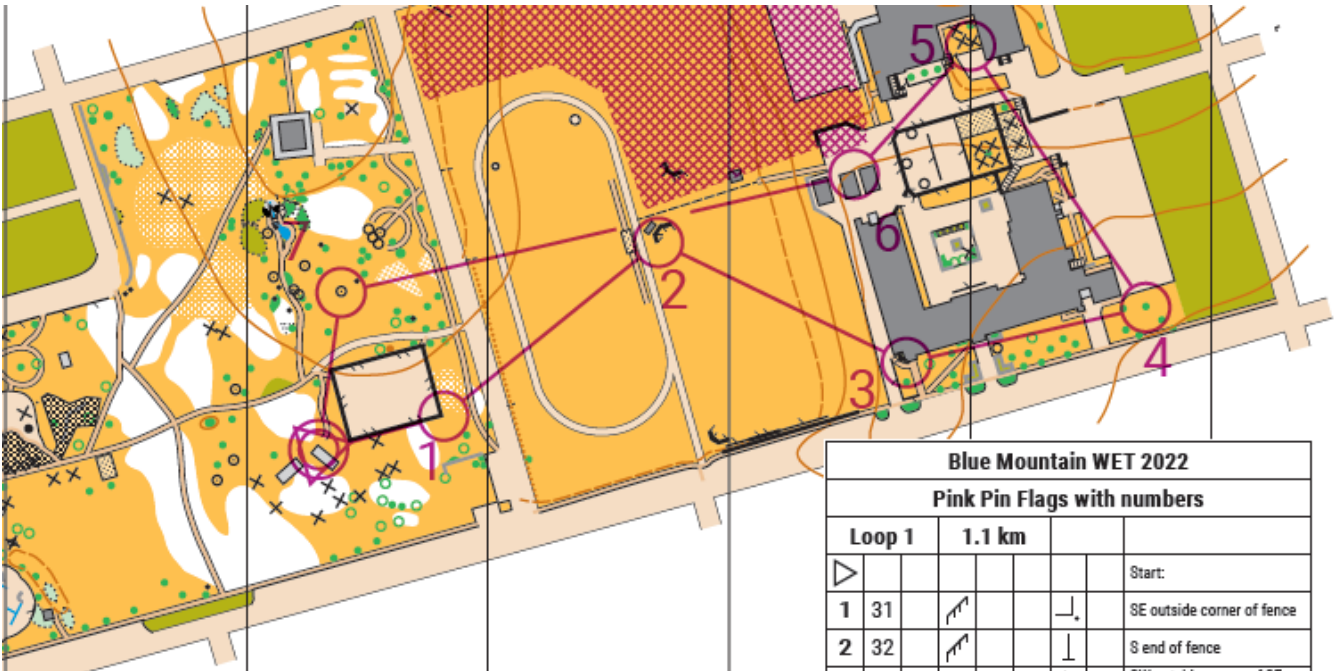 5
6
2
3
4
1
Blue Mountain WET 2022
Pink Pin Flags with numbers
Loop 1 1.1 km
Start:
1 31 SE outside corner of fence
2 32 S end of fence